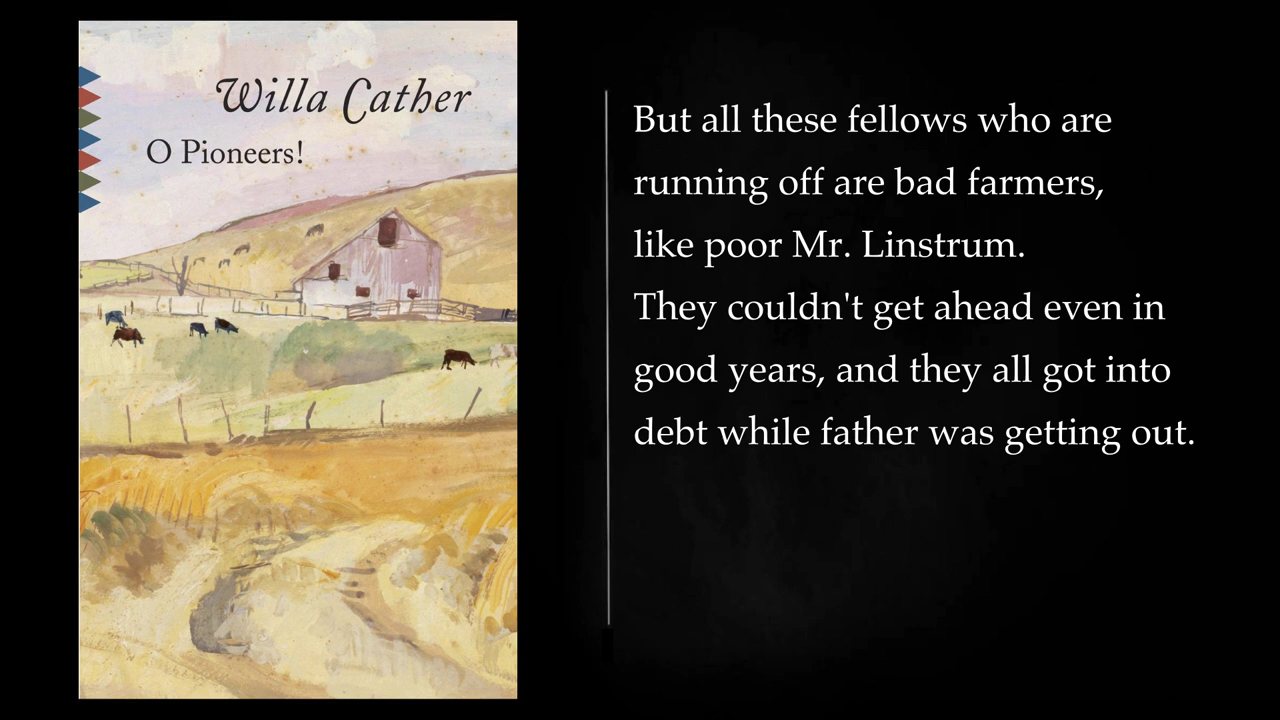 Willa Cather
O Pioneers!
But all these fellows who are
running off are bad farmers,
like poor Mr. Linstrum.
They couldn't get ahead even in
good years, and they all got into
debt while father was getting out.